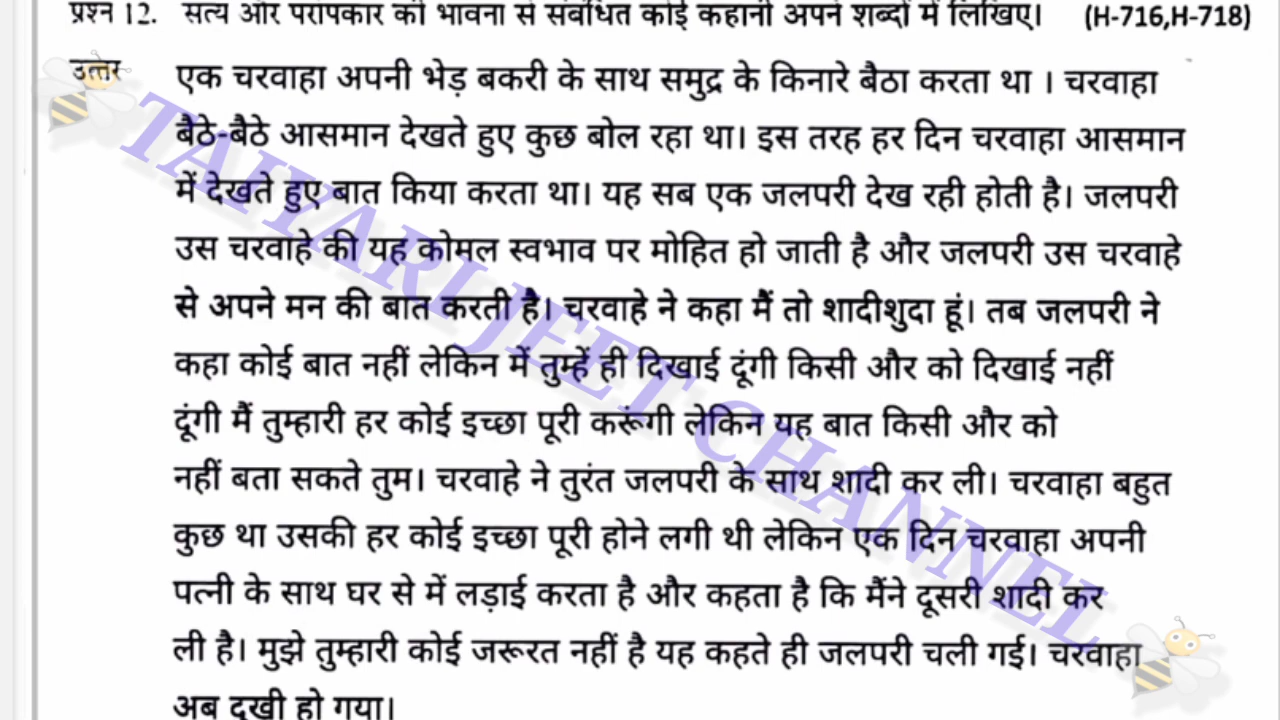 प्रश्न 12. सत्य और परोपकार की भावना से संबंधित कोई कहानी अपने शब्दों में लिखिए। (H-716,H-718)
उत्तर एक चरवाहा अपनी भेड़ बकरी के साथ समुद्र के किनारे बैठा करता था । चरवाहा
बैठे-बैठे आसमान देखते हुए कुछ बोल रहा था। इस तरह हर दिन चरवाहा आसमान
में देखते हुए बात किया करता था। यह सब एक जलपरी देख रही होती है। जलपरी
उस चरवाहे की यह कोमल स्वभाव पर मोहित हो जाती है और जलपरी उस चरवाहे
से अपने मन की बात करती है। चरवाहे ने कहा मैं तो शादीशुदा हूं। तब जलपरी ने
कहा कोई बात नहीं लेकिन में तुम्हें ही दिखाई दूंगी किसी और को दिखाई नहीं
दूंगी मैं तुम्हारी हर कोई इच्छा पूरी करूंगी लेकिन यह बात किसी और को
नहीं बता सकते तुम। चरवाहे ने तुरंत जलपरी के साथ शादी कर ली। चरवाहा बहुत
कुछ था उसकी हर कोई इच्छा पूरी होने लगी थी लेकिन एक दिन चरवाहा अपनी
पत्नी के साथ घर से में लड़ाई करता है और कहता है कि मैंने दूसरी शादी कर
ली है। मुझे तुम्हारी कोई जरूरत नहीं है यह कहते ही जलपरी चली गई। चरवाहा
अब दुखी हो गया।
TAIYARI JEET CHANNEL